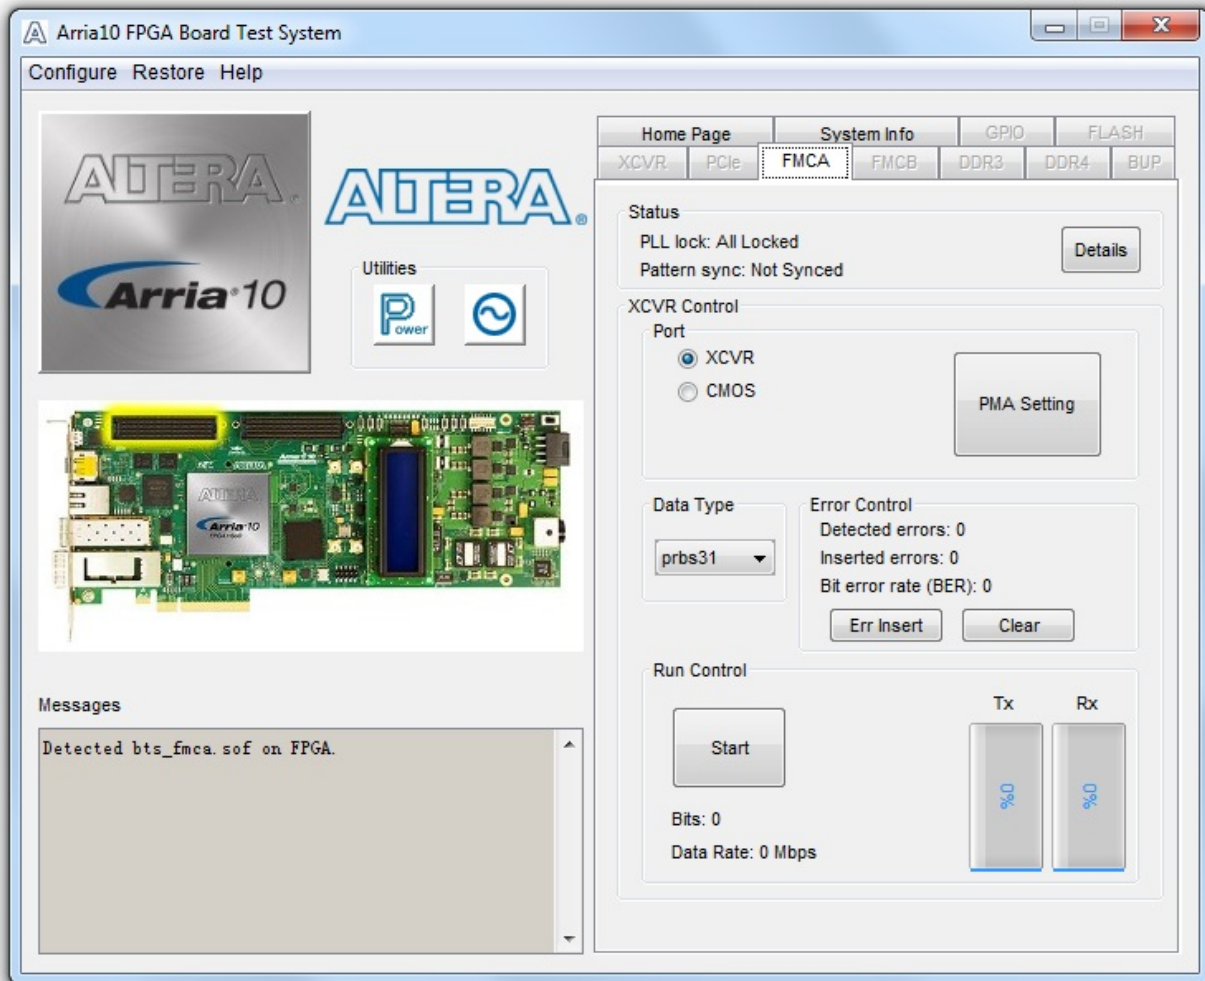 Arria10 FPGA Board Test System
Configure Restore Help
ALTERA®
Arria 10
ALTERA®
Utilities
Power
ALTERA
Arria 10
Messages
Detected bts_fmca.sof on FPGA.
Home Page System Info GPIO FLASH
XCVR PCIe FMCA FMCB DDR3 DDR4 BUP
Status
PLL lock: All Locked
Pattern sync: Not Synced
Details
XCVR Control
Port
XCVR
CMOS
PMA Setting
Data Type
prbs31
Error Control
Detected errors: 0
Inserted errors: 0
Bit error rate (BER): 0
Err Insert Clear
Run Control
Start
Bits: 0
Data Rate: 0 Mbps
Tx Rx
0% 0%